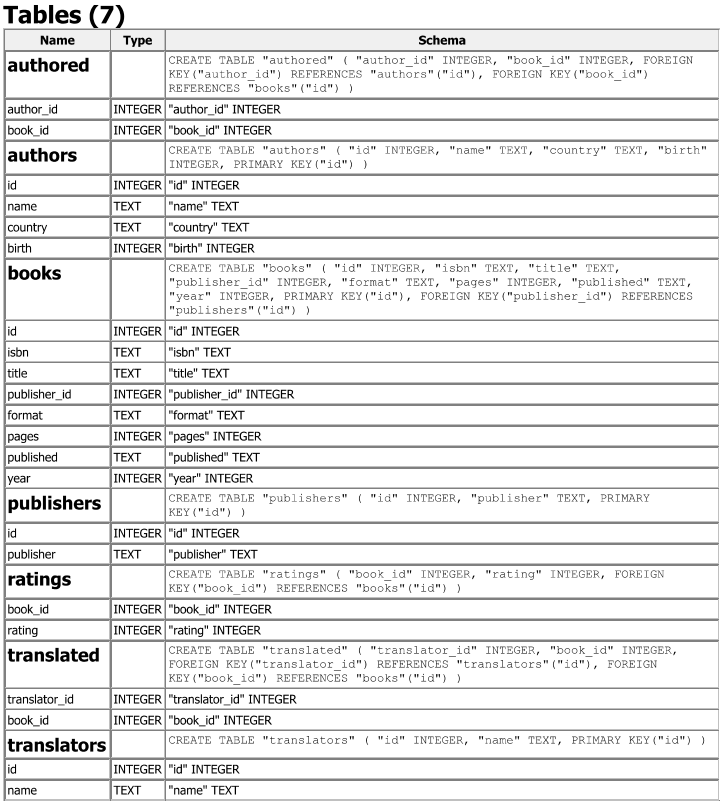 Tables (7)
Name Type Schema
authored CREATE TABLE "authored" ( "author_id" INTEGER, "book_id" INTEGER, FOREIGN
KEY("author_id") REFERENCES "authors"("id"), FOREIGN KEY("book_id")
REFERENCES "books"("id") )
author_id INTEGER "author_id" INTEGER
book_id INTEGER "book_id" INTEGER
authors CREATE TABLE "authors" ( "id" INTEGER, "name" TEXT, "country" TEXT, "birth"
INTEGER, PRIMARY KEY("id") )
id INTEGER "id" INTEGER
name TEXT "name" TEXT
country TEXT "country" TEXT
birth INTEGER "birth" INTEGER
books CREATE TABLE "books" ( "id" INTEGER, "isbn" TEXT, "title" TEXT,
"publisher_id" INTEGER, "format" TEXT, "pages" INTEGER, "published" TEXT,
"year" INTEGER, PRIMARY KEY("id"), FOREIGN KEY("publisher_id") REFERENCES
"publishers"("id") )
id INTEGER "id" INTEGER
isbn TEXT "isbn" TEXT
title TEXT "title" TEXT
publisher_id INTEGER "publisher_id" INTEGER
format TEXT "format" TEXT
pages INTEGER "pages" INTEGER
published TEXT "published" TEXT
year INTEGER "year" INTEGER
publishers CREATE TABLE "publishers" ( "id" INTEGER, "publisher" TEXT, PRIMARY
KEY("id") )
id INTEGER "id" INTEGER
publisher TEXT "publisher" TEXT
ratings CREATE TABLE "ratings" ( "book_id" INTEGER, "rating" INTEGER, FOREIGN
KEY("book_id") REFERENCES "books"("id") )
book_id INTEGER "book_id" INTEGER
rating INTEGER "rating" INTEGER
translated CREATE TABLE "translated" ( "translator_id" INTEGER, "book_id" INTEGER,
FOREIGN KEY("translator_id") REFERENCES "translators"("id"), FOREIGN
KEY("book_id") REFERENCES "books"("id") )
translator_id INTEGER "translator_id" INTEGER
book_id INTEGER "book_id" INTEGER
translators CREATE TABLE "translators" ( "id" INTEGER, "name" TEXT, PRIMARY KEY("id") )
id INTEGER "id" INTEGER
name TEXT "name" TEXT